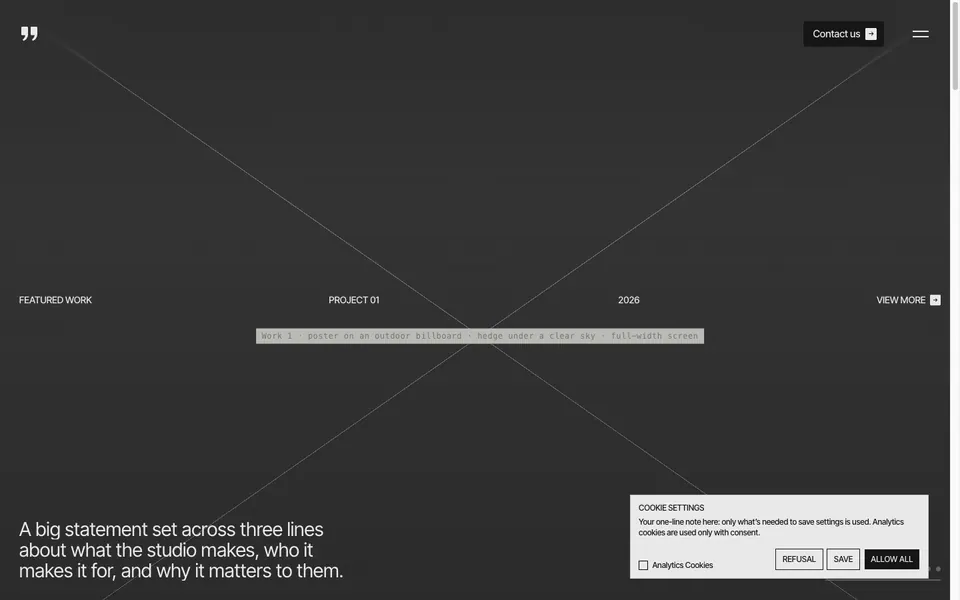 Contact us
FEATURED WORK
PROJECT 01
2026
VIEW MORE
Work 1 · poster on an outdoor billboard · hedge under a clear sky · full-width screen
A big statement set across three lines
about what the studio makes, who it
makes it for, and why it matters to them.
COOKIE SETTINGS
Your one-line note here: only what's needed to save settings is used. Analytics
cookies are used only with consent.
Analytics Cookies
REFUSAL
SAVE
ALLOW ALL